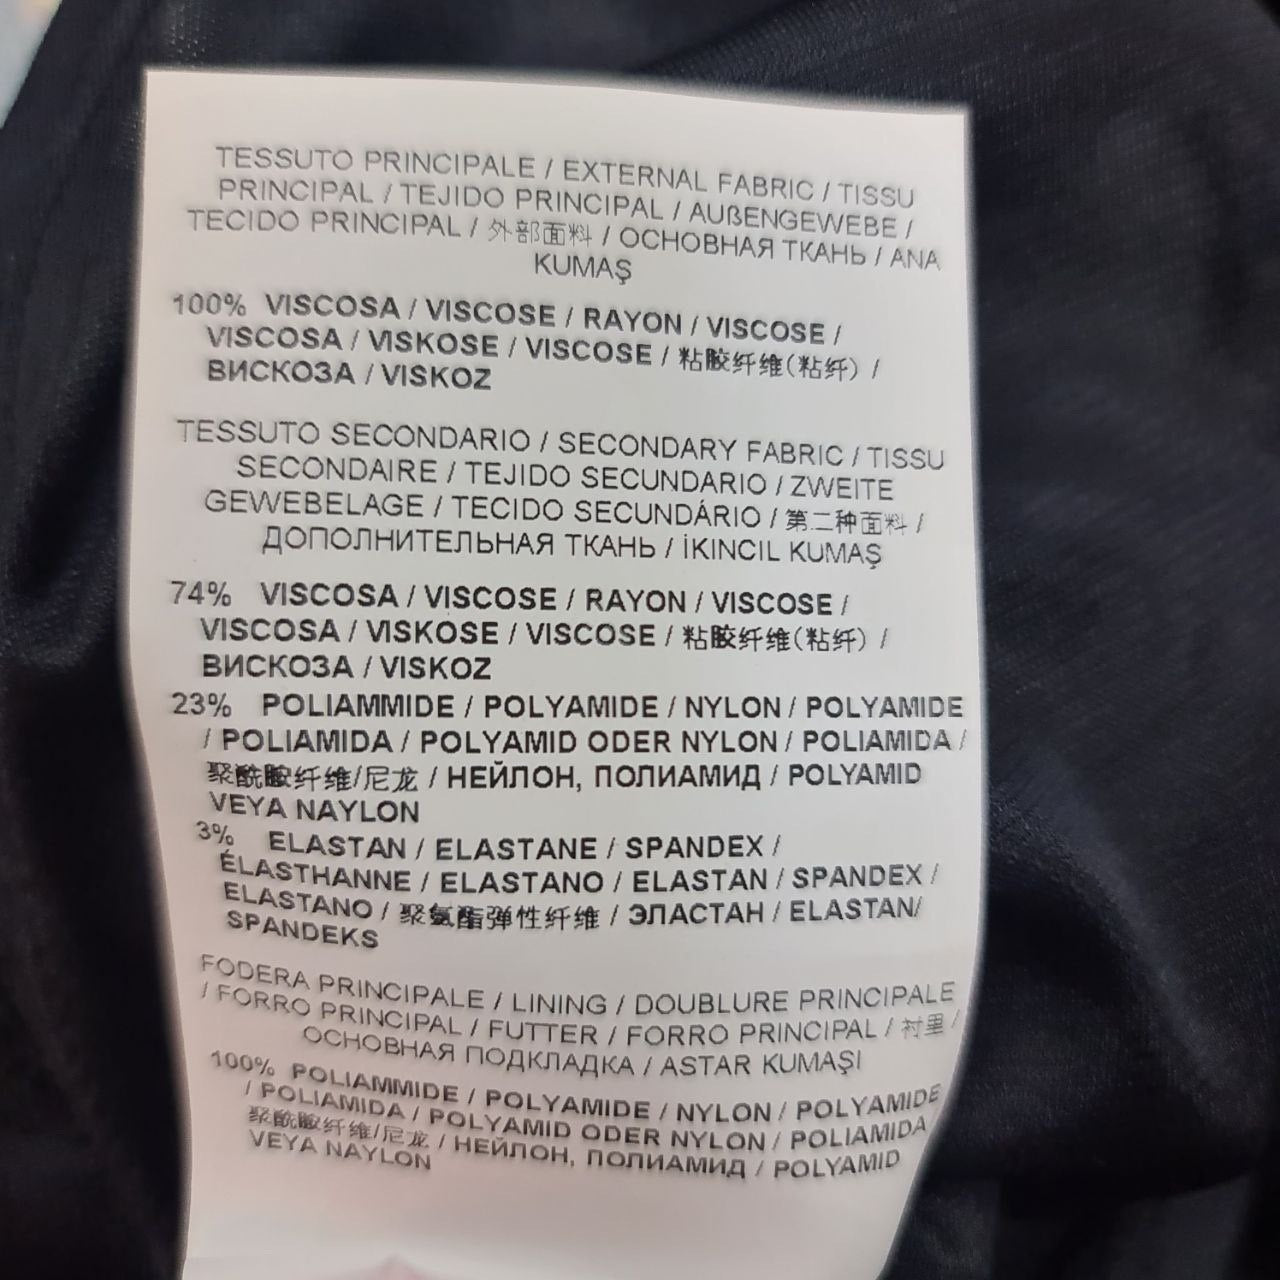 TESSUTO PRINCIPALE / EXTERNAL FABRIC / TISSU
PRINCIPAL / TEJIDO PRINCIPAL / AUßENGEWEBE /
TECIDO PRINCIPAL / 外部面料 / ОСНОВНАЯ ТКАНЬ / ANA
KUMAŞ
100% VISCOSA / VISCOSE / RAYON / VISCOSE /
VISCOSA / VISKOSE / VISCOSE / 粘胶纤维(粘纤) /
ВИСКОЗА / VISKOZ
TESSUTO SECONDARIO / SECONDARY FABRIC / TISSU
SECONDAIRE / TEJIDO SECUNDARIO / ZWEITE
GEWEBELAGE / TECIDO SECUNDÁRIO / 第二种面料 /
ДОПОЛНИТЕЛЬНАЯ ТКАНЬ / İKINCIL KUMAŞ
74% VISCOSA / VISCOSE / RAYON / VISCOSE /
VISCOSA / VISKOSE / VISCOSE / 粘胶纤维(粘纤) /
ВИСКОЗА / VISKOZ
23% POLIAMMIDE / POLYAMIDE / NYLON / POLYAMIDE
/ POLIAMIDA / POLYAMID ODER NYLON / POLIAMIDA /
聚酰胺纤维/尼龙 / НЕЙЛОН, ПОЛИАМИД / POLYAMID
VEYA NAYLON
3% ELASTAN / ELASTANE / SPANDEX /
ÉLASTHANNE / ELASTANO / ELASTAN / SPANDEX /
ELASTANO / 聚氨酯弹性纤维 / ЭЛАСТАН / ELASTAN/
SPANDEKS
FODERA PRINCIPALE / LINING / DOUBLURE PRINCIPALE
/ FORRO PRINCIPAL / FUTTER / FORRO PRINCIPAL / 衬里 /
ОСНОВНАЯ ПОДКЛАДКА / ASTAR KUMAŞI
100% POLIAMMIDE / POLYAMIDE / NYLON / POLYAMIDE
/ POLIAMIDA / POLYAMID ODER NYLON / POLIAMIDA /
聚酰胺纤维/尼龙 / НЕЙЛОН, ПОЛИАМИД / POLYAMID
VEYA NAYLON